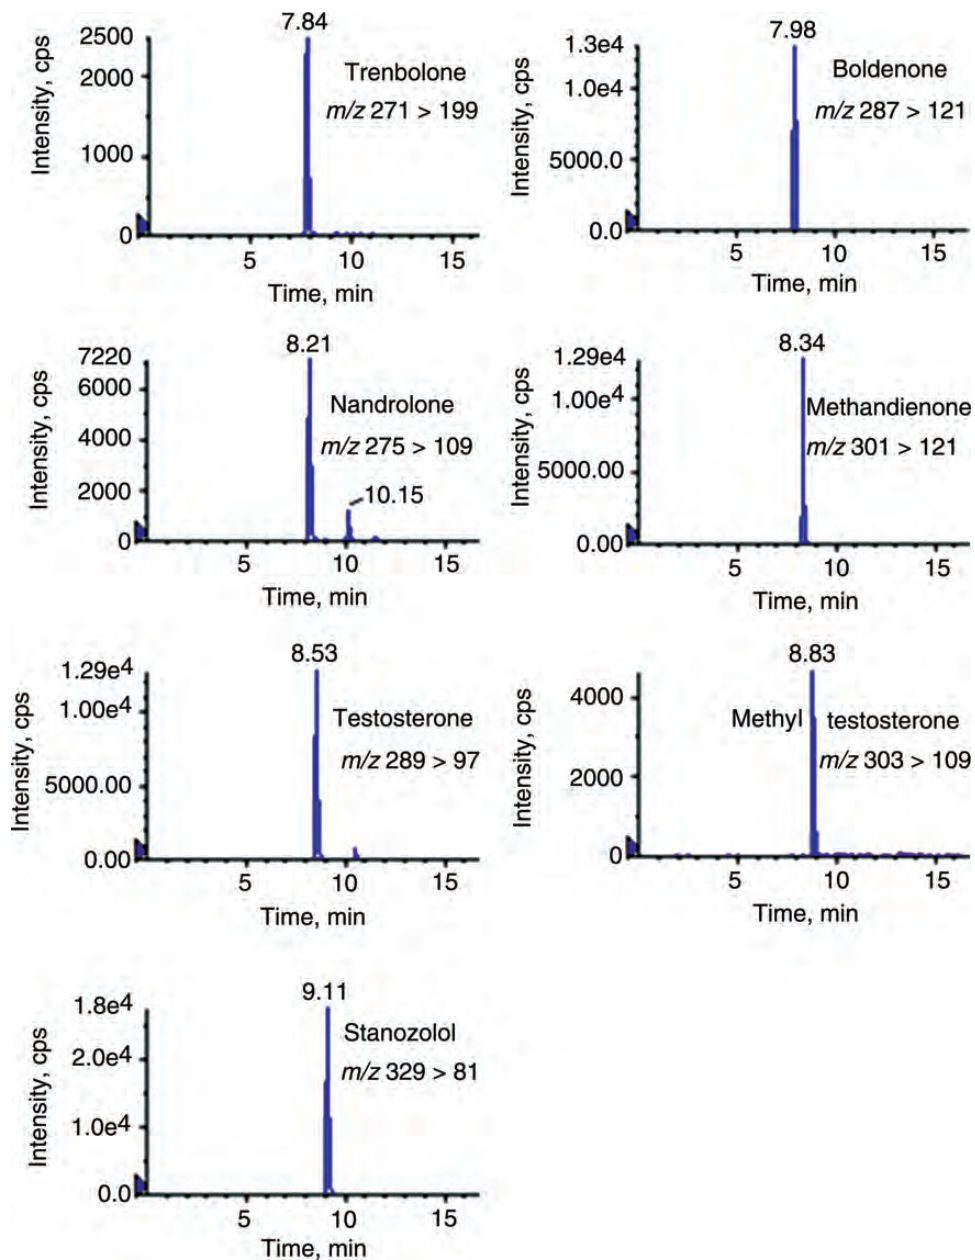 7.84
2500
2000
1000
0
Intensity, cps
Trenbolone
m/z 271 > 199
5 10 15
Time, min
7.98
1.3e4
1.0e4
5000.0
0.0
Intensity, cps
Boldenone
m/z 287 > 121
5 10 15
Time, min
8.21
7220
6000
4000
2000
0
Intensity, cps
Nandrolone
m/z 275 > 109
10.15
5 10 15
Time, min
8.34
1.29e4
1.00e4
5000.00
0.00
Intensity, cps
Methandienone
m/z 301 > 121
5 10 15
Time, min
8.53
1.29e4
1.00e4
5000.00
0.00
Intensity, cps
Testosterone
m/z 289 > 97
5 10 15
Time, min
8.83
4000
2000
0
Intensity, cps
Methyl testosterone
m/z 303 > 109
5 10 15
Time, min
9.11
1.8e4
2.0e4
1.0e4
0.0
Intensity, cps
Stanozolol
m/z 329 > 81
5 10 15
Time, min